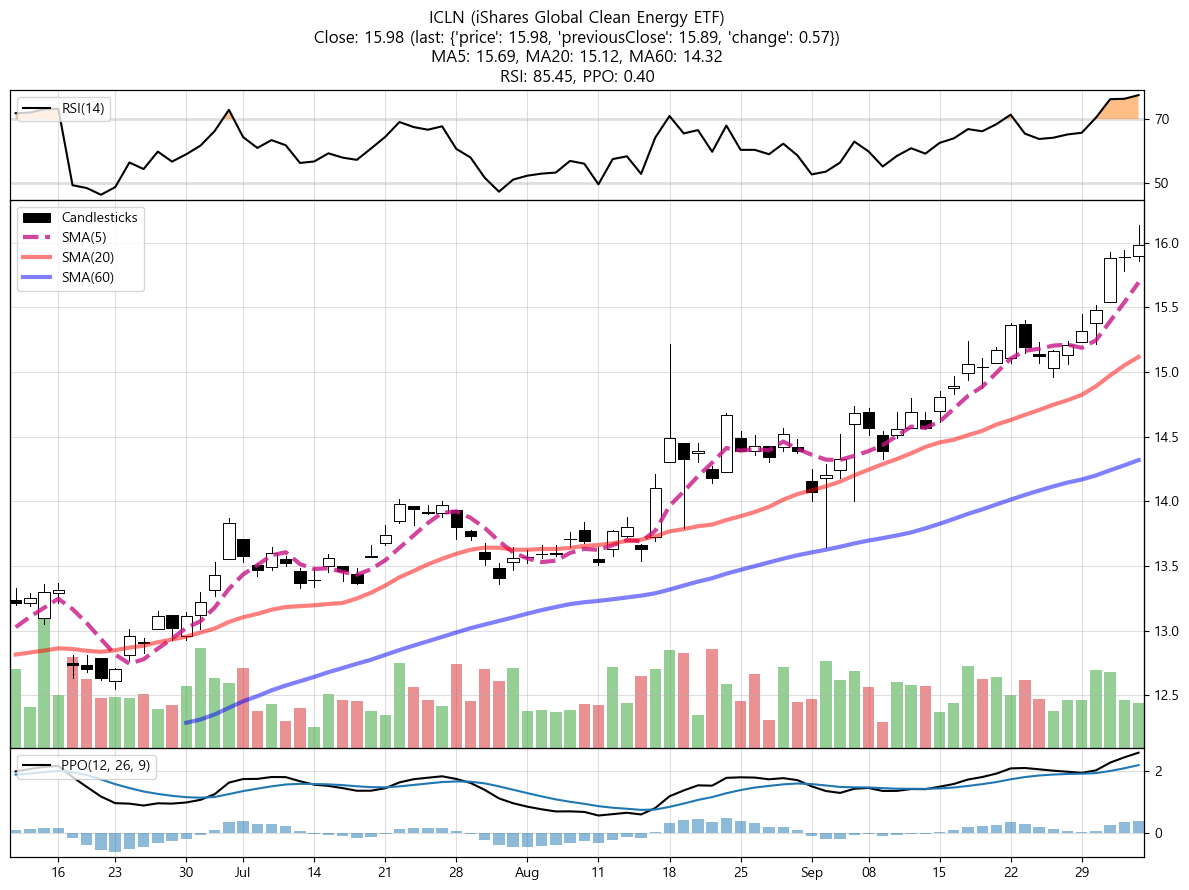 ICLN (iShares Global Clean Energy ETF)
Close: 15.98 (last: {'price': 15.98, 'previousClose': 15.89, 'change': 0.57})
MA5: 15.69, MA20: 15.12, MA60: 14.32
RSI: 85.45, PPO: 0.40
RSI(14)
70
50
Candlesticks
SMA(5)
SMA(20)
SMA(60)
16.0
15.5
15.0
14.5
14.0
13.5
13.0
12.5
PPO(12, 26, 9)
2
0
16 23 30 Jul 14 21 28 Aug 11 18 25 Sep 08 15 22 29